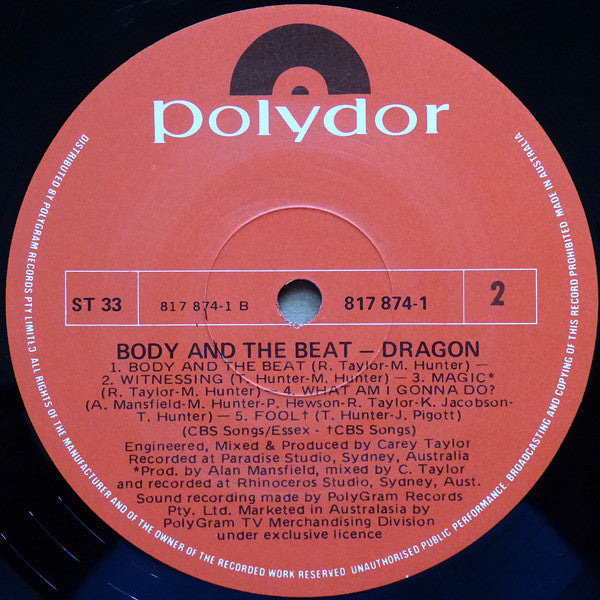 polydor
ST 33
817 874-1 B
817 874-1
2
BODY AND THE BEAT — DRAGON
1. BODY AND THE BEAT (R. Taylor-M. Hunter) —
2. WITNESSING (T. Hunter-M. Hunter) — 3. MAGIC*
(R. Taylor-M. Hunter) — 4. WHAT AM I GONNA DO?
(A. Mansfield-M. Hunter-P. Hewson-R. Taylor-K. Jacobson-
T. Hunter) — 5. FOOL† (T. Hunter-J. Pigott)
(CBS Songs/Essex - †CBS Songs)
Engineered, Mixed & Produced by Carey Taylor
Recorded at Paradise Studio, Sydney, Australia
*Prod. by Alan Mansfield, mixed by C. Taylor
and recorded at Rhinoceros Studio, Sydney, Aust.
Sound recording made by PolyGram Records
Pty. Ltd. Marketed in Australasia by
PolyGram TV Merchandising Division
under exclusive licence
DISTRIBUTED BY POLYGRAM RECORDS PTY LIMITED. ALL RIGHTS OF THE MANUFACTURER AND OF THE OWNER OF THE RECORDED WORK RESERVED. UNAUTHORISED PUBLIC PERFORMANCE, BROADCASTING AND COPYING OF THIS RECORD PROHIBITED. MADE IN AUSTRALIA